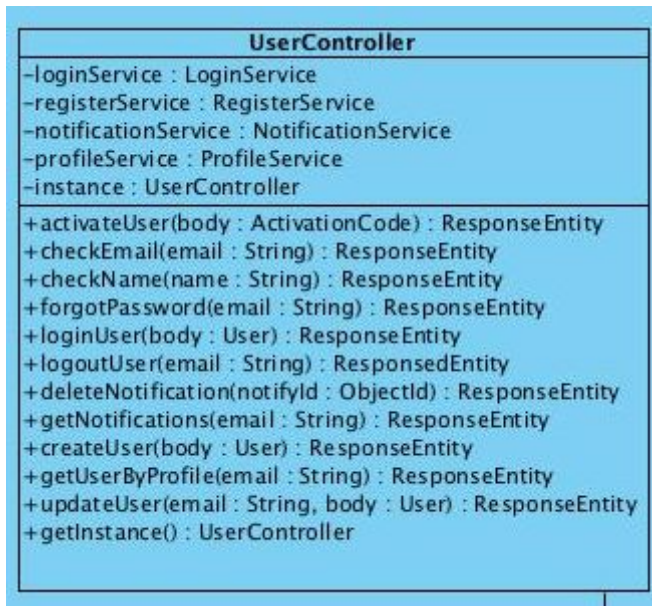 UserController
-loginService : LoginService
-registerService : RegisterService
-notificationService : NotificationService
-profileService : ProfileService
-instance : UserController
+activateUser(body : ActivationCode) : ResponseEntity
+checkEmail(email : String) : ResponseEntity
+checkName(name : String) : ResponseEntity
+forgotPassword(email : String) : ResponseEntity
+loginUser(body : User) : ResponseEntity
+logoutUser(email : String) : ResponsedEntity
+deleteNotification(notifyId : ObjectId) : ResponseEntity
+getNotifications(email : String) : ResponseEntity
+createUser(body : User) : ResponseEntity
+getUserByProfile(email : String) : ResponseEntity
+updateUser(email : String, body : User) : ResponseEntity
+getInstance() : UserController